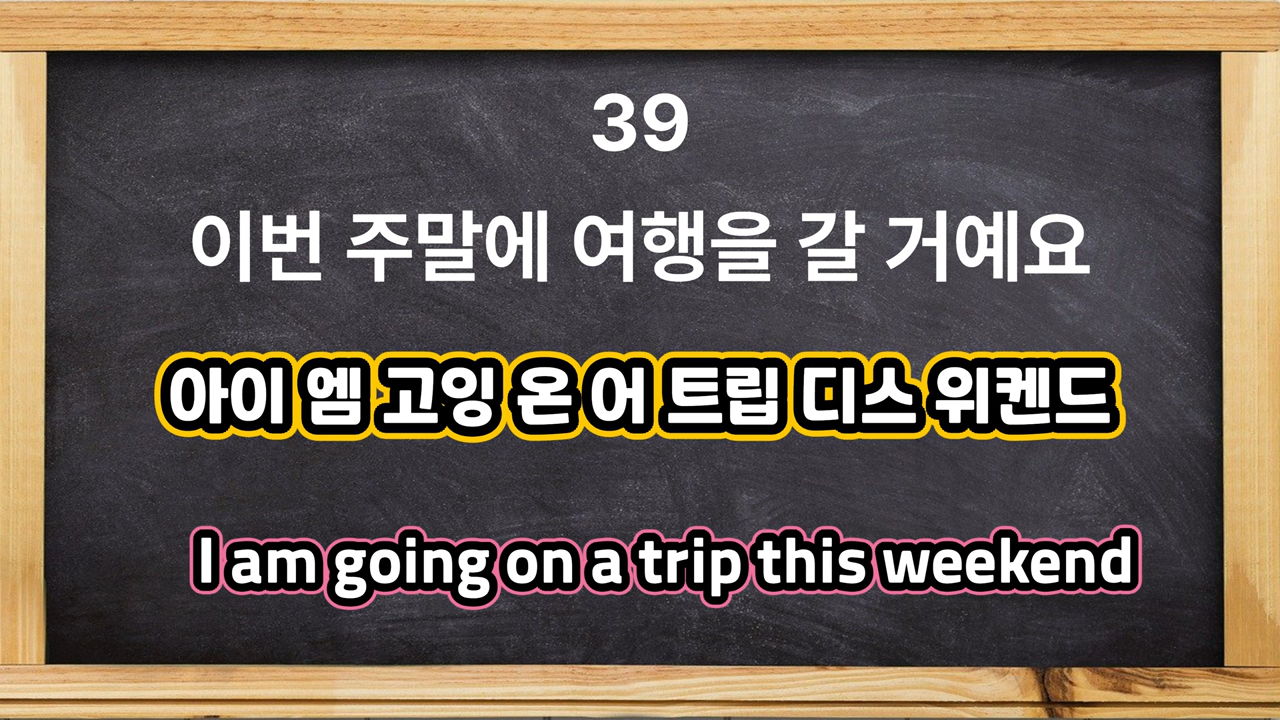 39
이번 주말에 여행을 갈 거예요
아이 엠 고잉 온 어 트립 디스 위켄드
I am going on a trip this weekend